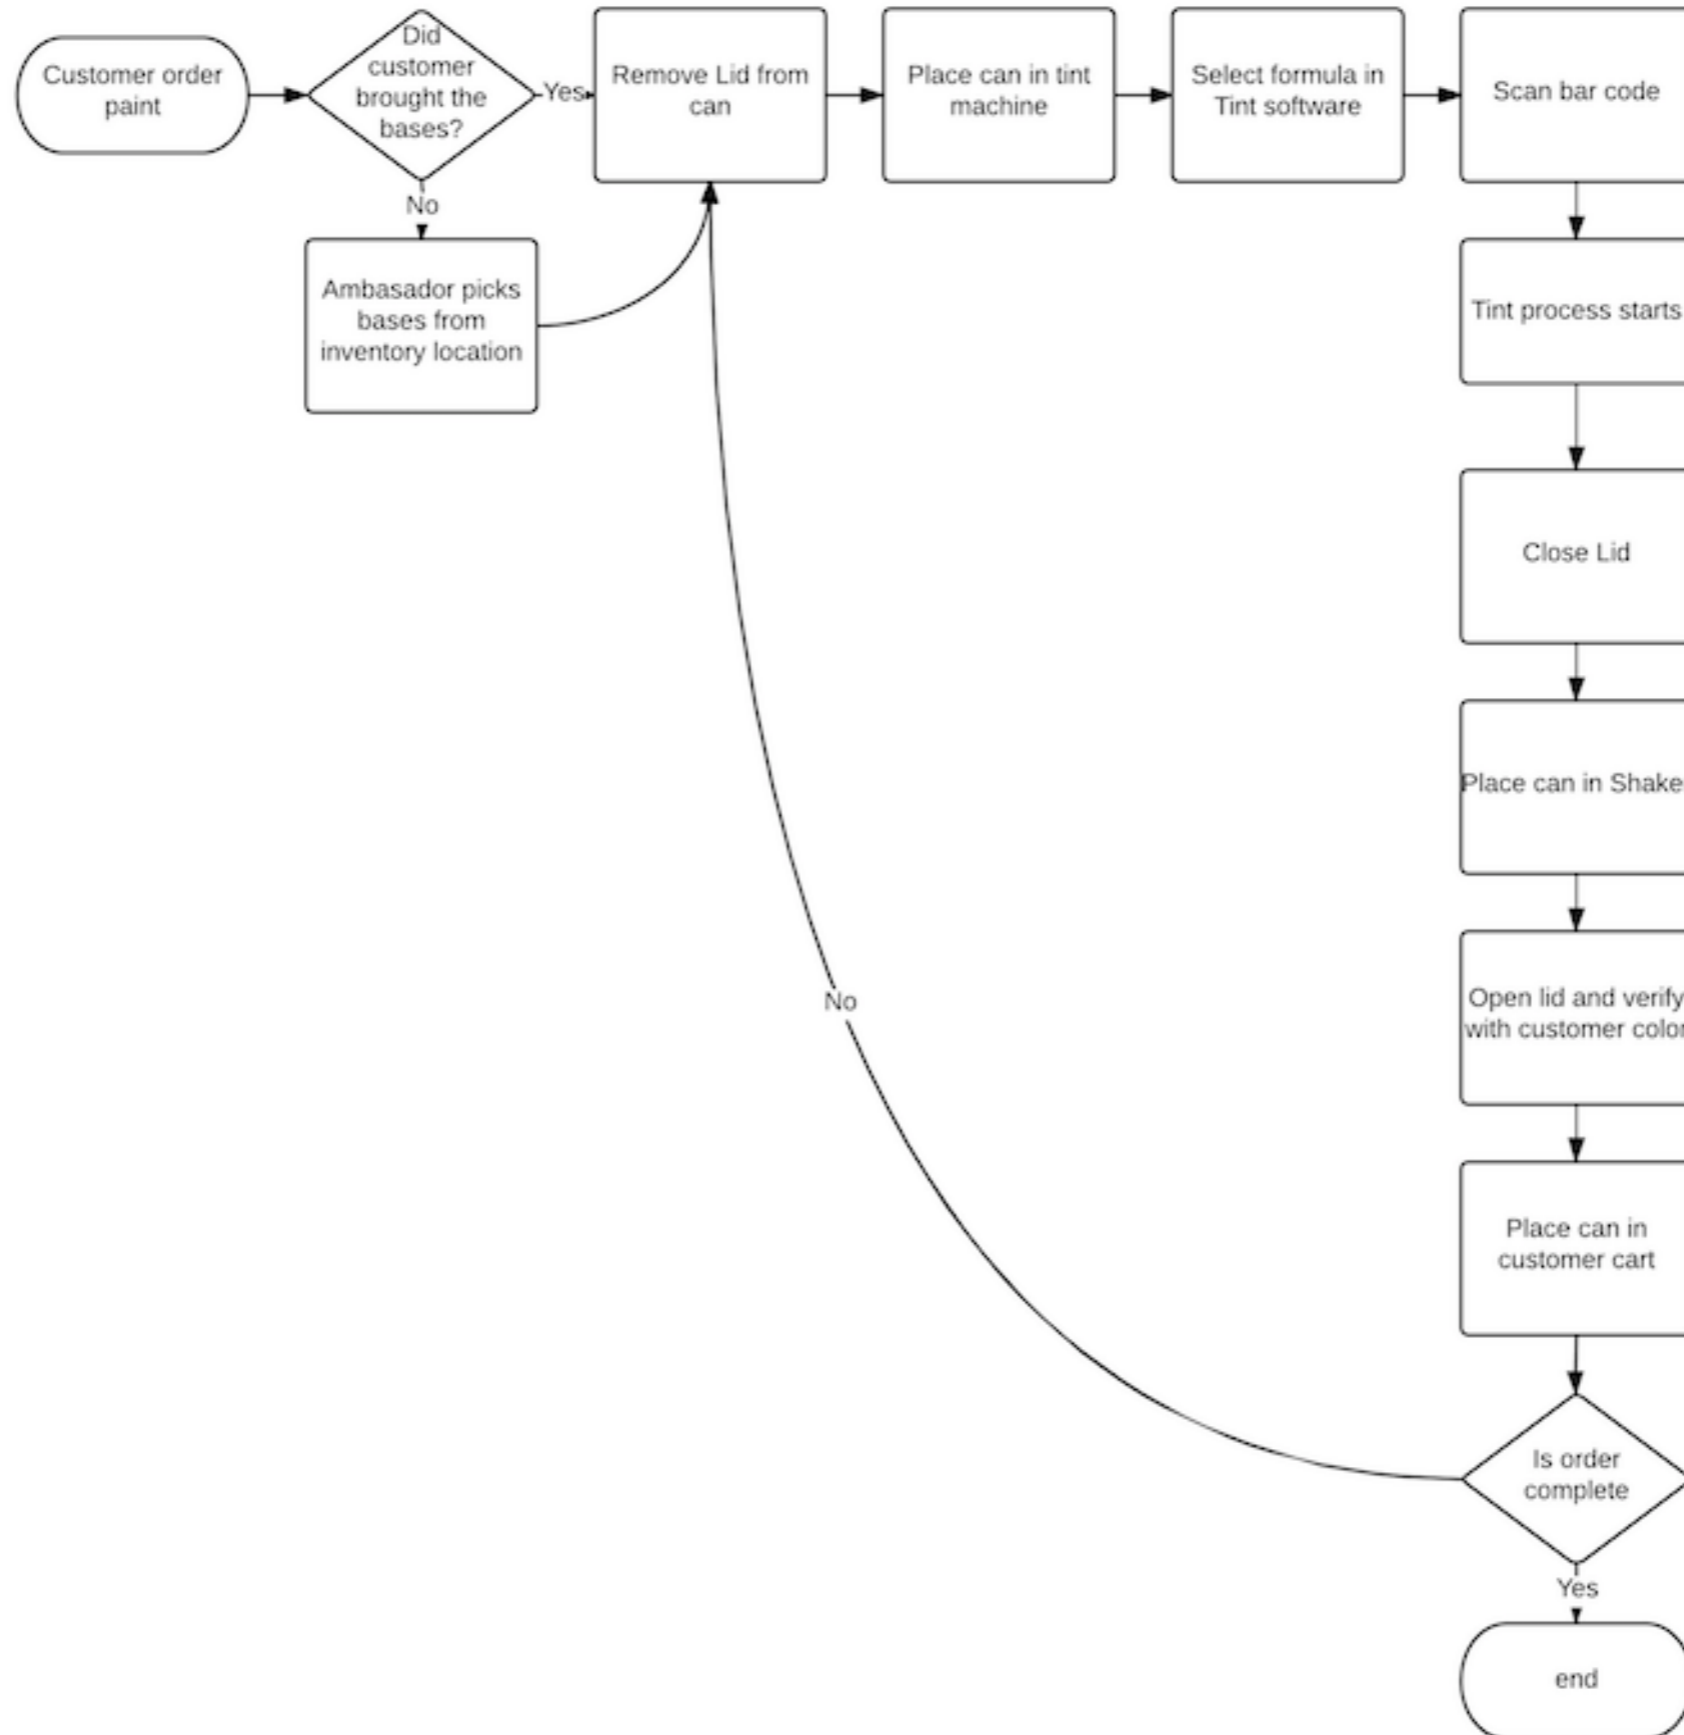 Customer order
paint
Did
customer
brought the
bases?
Yes
Remove Lid from
can
Place can in tint
machine
Select formula in
Tint software
Scan bar code
No
Ambasador picks
bases from
inventory location
Tint process starts
Close Lid
Place can in Shake
Open lid and verify
with customer color
No
Place can in
customer cart
Is order
complete
Yes
end